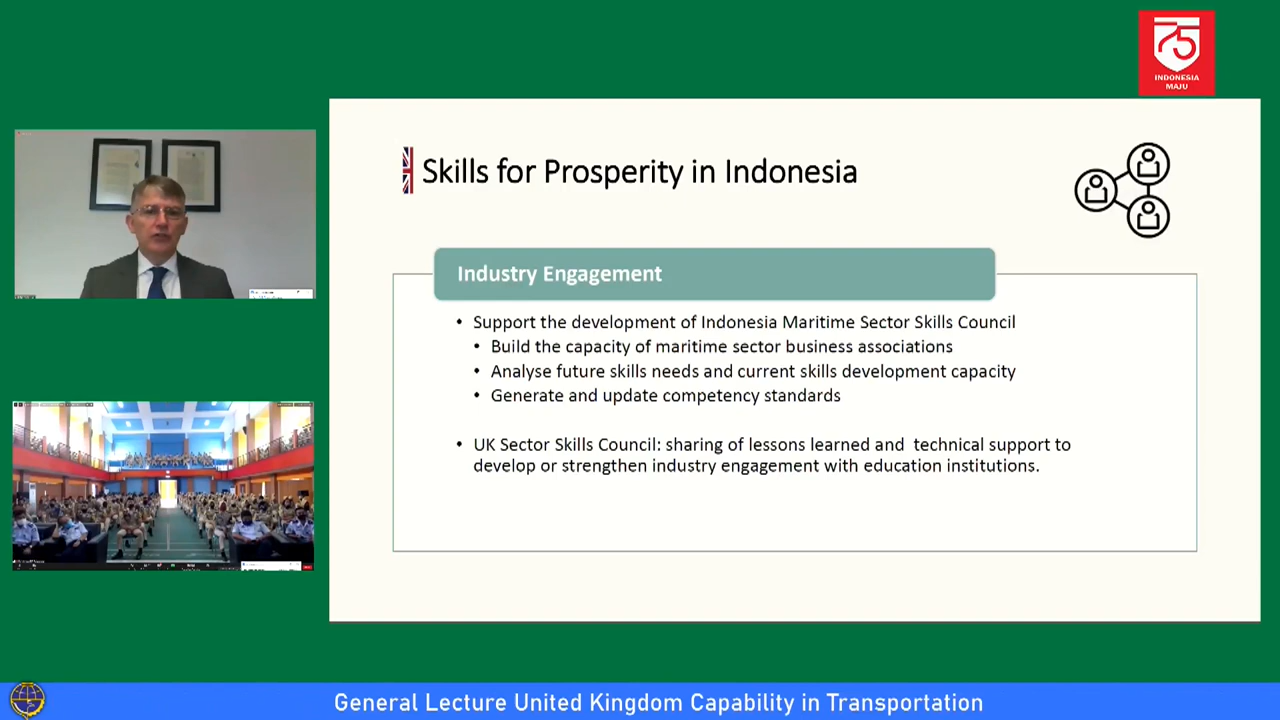 75
INDONESIA
MAJU
Skills for Prosperity in Indonesia
Industry Engagement
• Support the development of Indonesia Maritime Sector Skills Council
• Build the capacity of maritime sector business associations
• Analyse future skills needs and current skills development capacity
• Generate and update competency standards
• UK Sector Skills Council: sharing of lessons learned and technical support to
develop or strengthen industry engagement with education institutions.
General Lecture United Kingdom Capability in Transportation